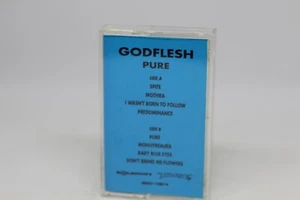 GODFLESH
PURE
SIDE A
SPITE
MOTHRA
I WASN'T BORN TO FOLLOW
PREDOMINANCE
SIDE B
PURE
MONOTREMATA
BABY BLUE EYES
DON'T BRING ME FLOWERS